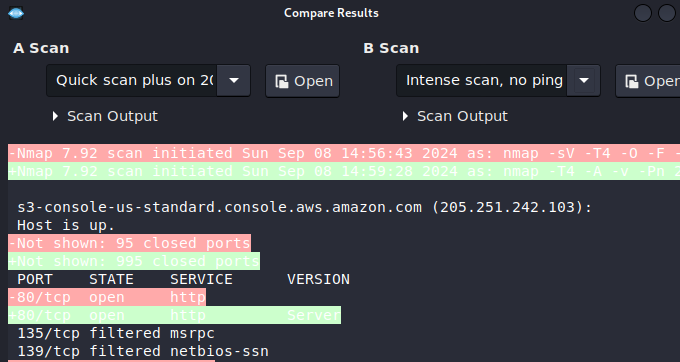 Compare Results
A Scan
B Scan
Quick scan plus on 20
Open
Intense scan, no ping
Open
Scan Output
Scan Output
-Nmap 7.92 scan initiated Sun Sep 08 14:56:43 2024 as: nmap -sV -T4 -O -F -
+Nmap 7.92 scan initiated Sun Sep 08 14:59:28 2024 as: nmap -T4 -A -v -Pn 2
s3-console-us-standard.console.aws.amazon.com (205.251.242.103):
Host is up.
-Not shown: 95 closed ports
+Not shown: 995 closed ports
PORT STATE SERVICE VERSION
-80/tcp open http
+80/tcp open http Server
135/tcp filtered msrpc
139/tcp filtered netbios-ssn